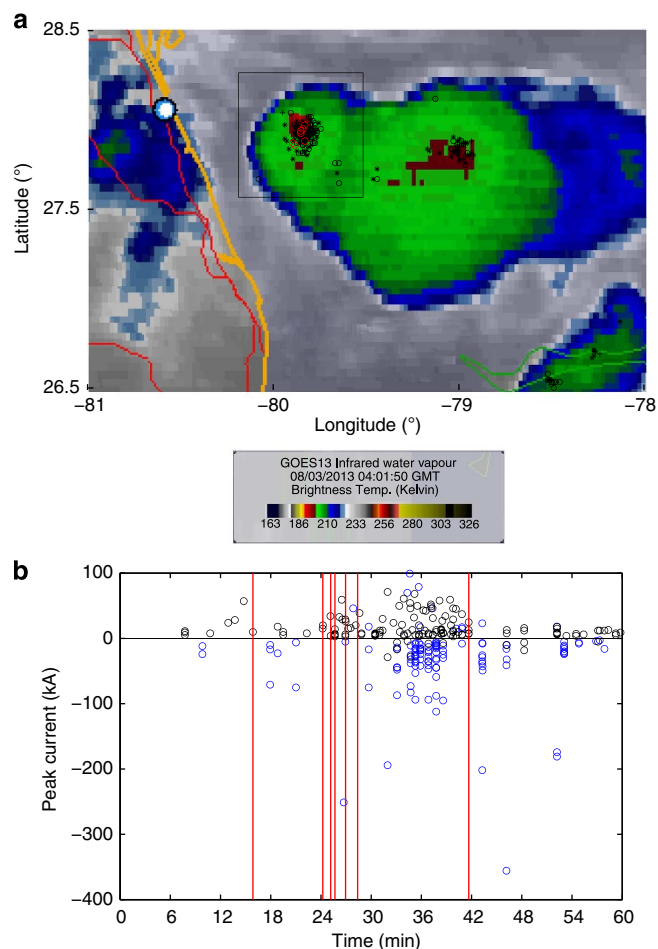 a
28.5
27.5
26.5
Latitude (°)
−81 −80 −79 −78
Longitude (°)
GOES13 Infrared water vapour
08/03/2013 04:01:50 GMT
Brightness Temp. (Kelvin)
163 186 210 233 256 280 303 326
b
100
0
−100
−200
−300
−400
Peak current (kA)
0 6 12 18 24 30 36 42 48 54 60
Time (min)